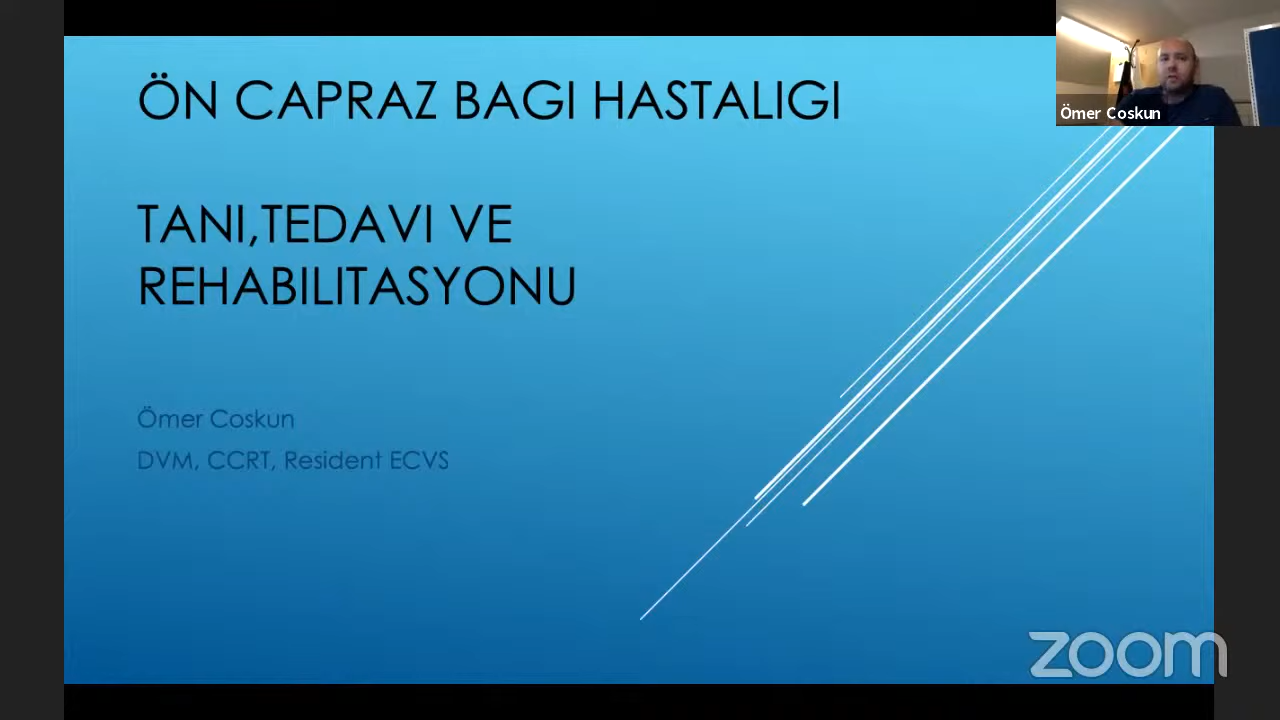 ÖN CAPRAZ BAGI HASTALIGI
TANI,TEDAVI VE
REHABILITASYONU
Ömer Coskun
DVM, CCRT, Resident ECVS
Ömer Coskun
zoom